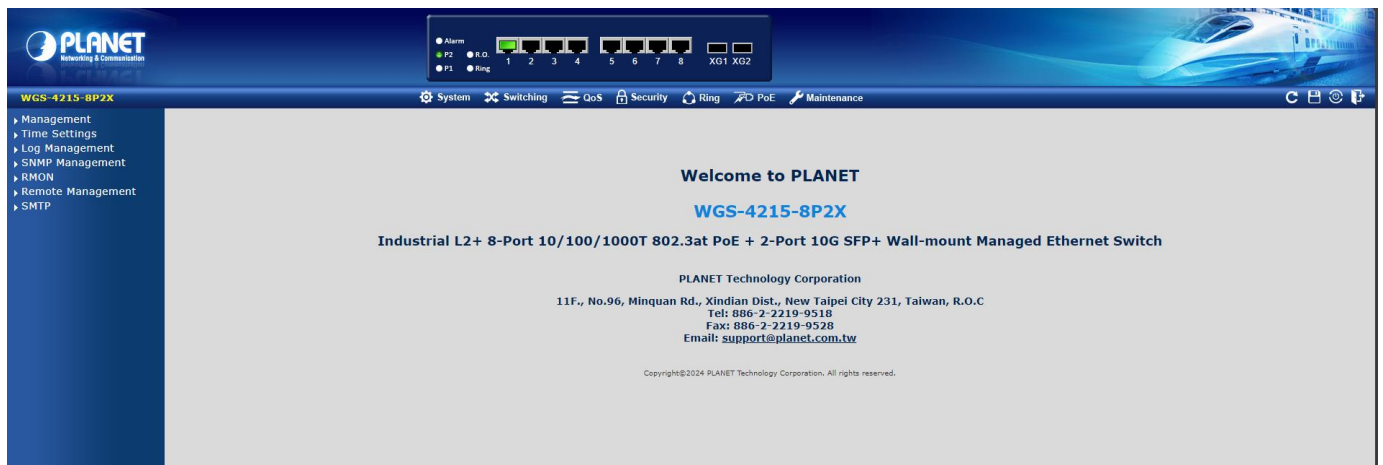 PLANET
Networking & Communication
Alarm
P2 R.O.
P1 Ring
1 2 3 4 5 6 7 8 XG1 XG2
WGS-4215-8P2X
System Switching QoS Security Ring PoE Maintenance
Management
Time Settings
Log Management
SNMP Management
RMON
Remote Management
SMTP
Welcome to PLANET
WGS-4215-8P2X
Industrial L2+ 8-Port 10/100/1000T 802.3at PoE + 2-Port 10G SFP+ Wall-mount Managed Ethernet Switch
PLANET Technology Corporation
11F., No.96, Minquan Rd., Xindian Dist., New Taipei City 231, Taiwan, R.O.C
Tel: 886-2-2219-9518
Fax: 886-2-2219-9528
Email: support@planet.com.tw
Copyright©2024 PLANET Technology Corporation. All rights reserved.